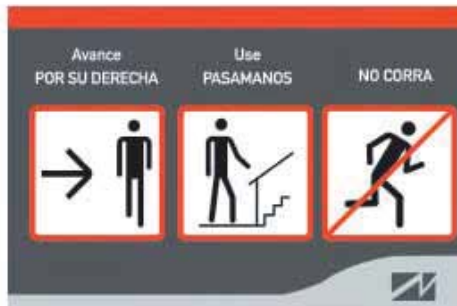 Avance
POR SU DERECHA
Use
PASAMANOS
NO CORRA